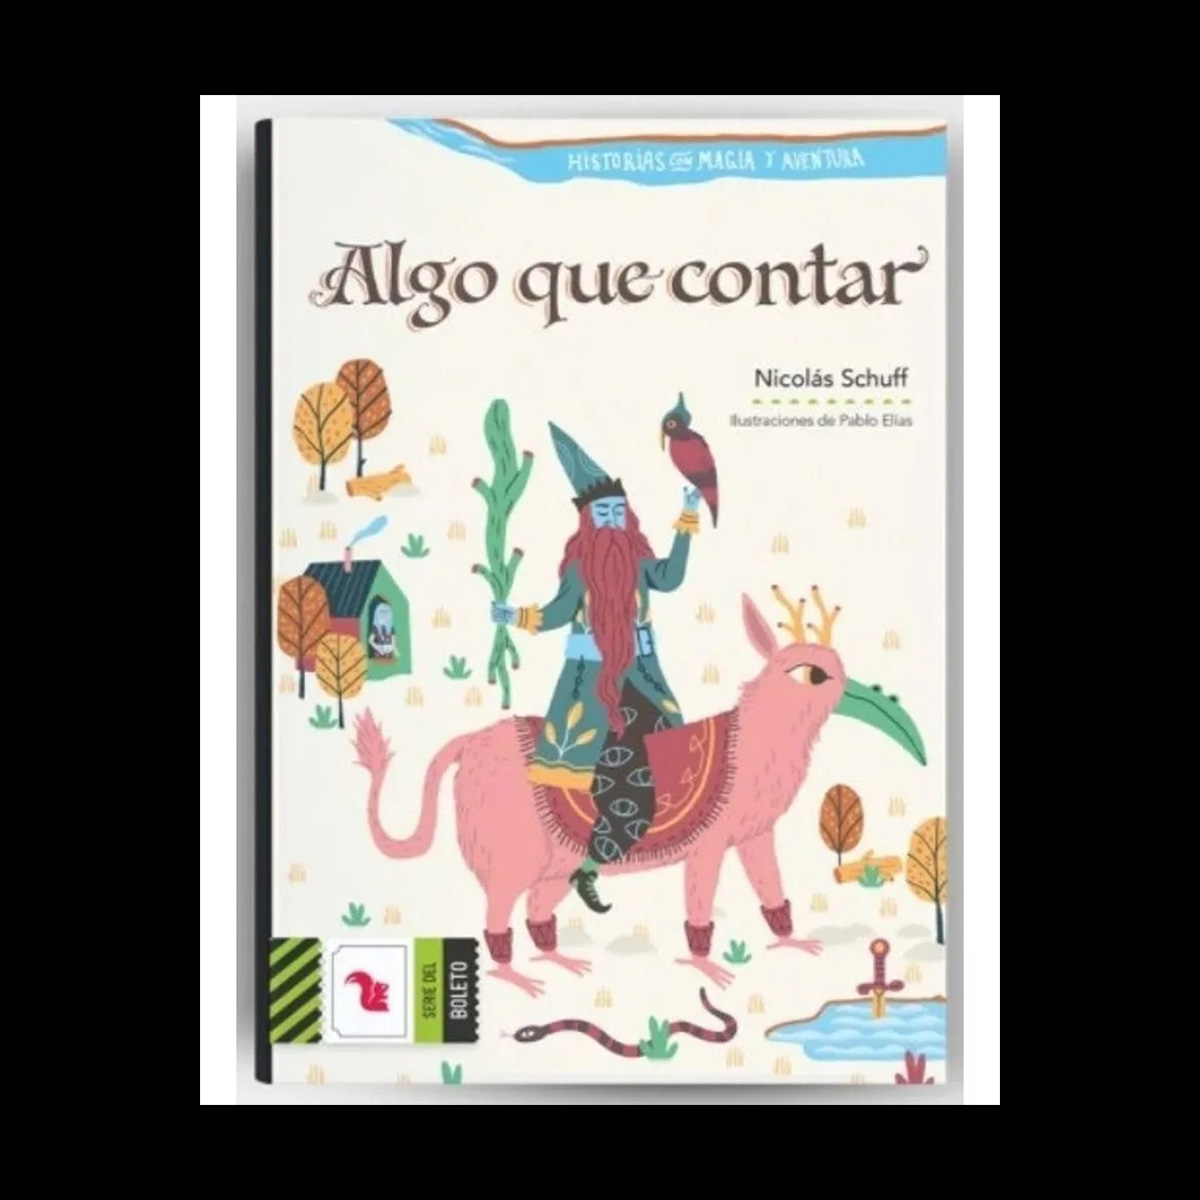 HISTORIAS CON MAGIA Y AVENTURA
Algo que contar
Nicolás Schuff
Ilustraciones de Pablo Elías
SERIE DEL
BOLETO